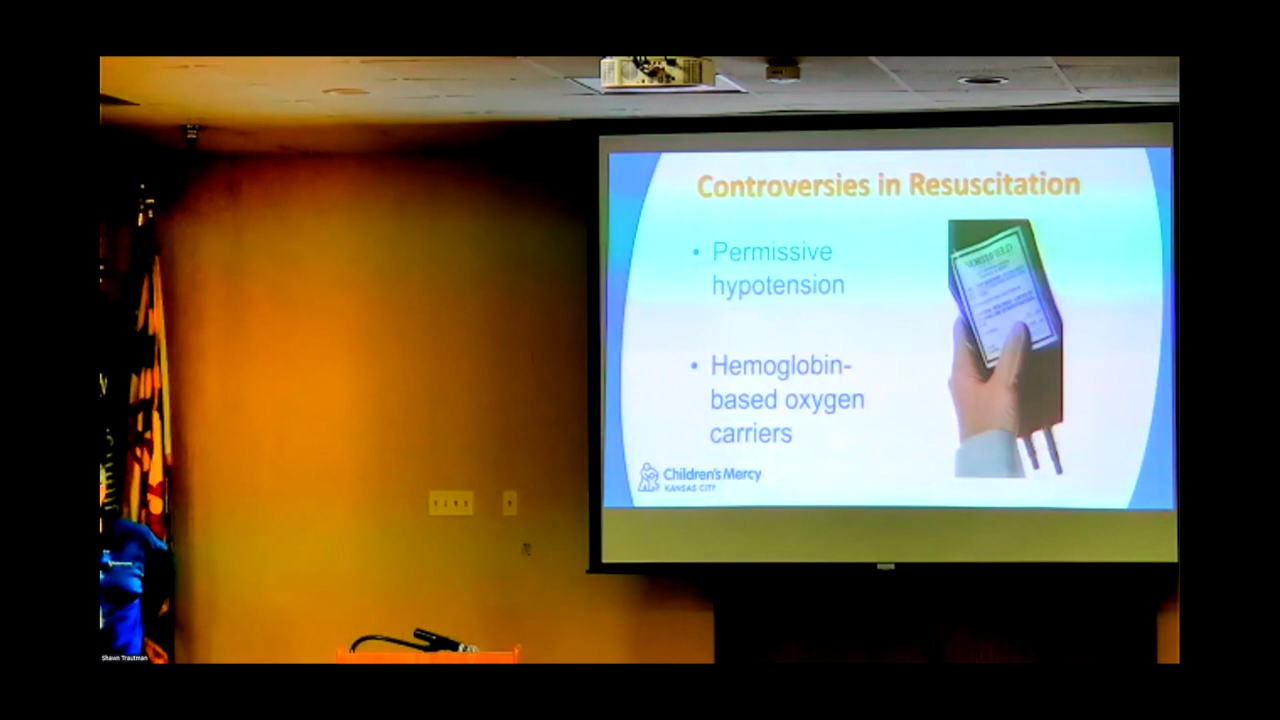 Controversies in Resuscitation
• Permissive
hypotension
• Hemoglobin-
based oxygen
carriers
Children's Mercy
KANSAS CITY
Shawn Trautman